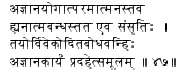 अज्ञानयोगात्परमात्मनस्तव
ह्यनात्मबन्धस्तत एव संसृतिः ।
तयोर्विवेकोदितबोधवह्निः
अज्ञानकार्यं प्रदहेत्समूलम् ॥ ४७॥